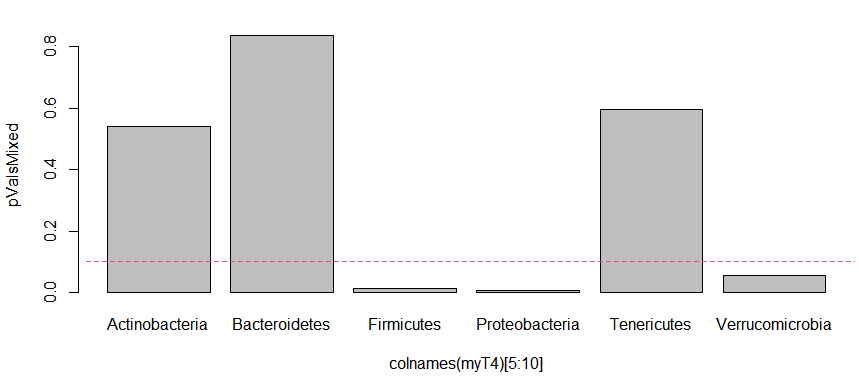 pValsMixed
0.8
0.6
0.4
0.2
0.0
Actinobacteria Bacteroidetes Firmicutes Proteobacteria Tenericutes Verrucomicrobia
colnames(myT4)[5:10]